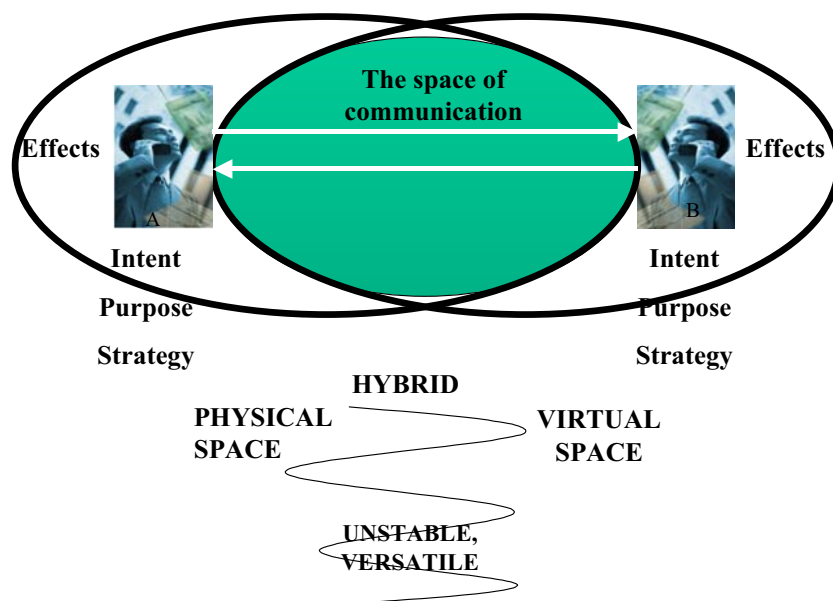 The space of
communication
Effects
Effects
A
B
Intent
Intent
Purpose
Purpose
Strategy
Strategy
HYBRID
PHYSICAL
SPACE
VIRTUAL
SPACE
UNSTABLE,
VERSATILE